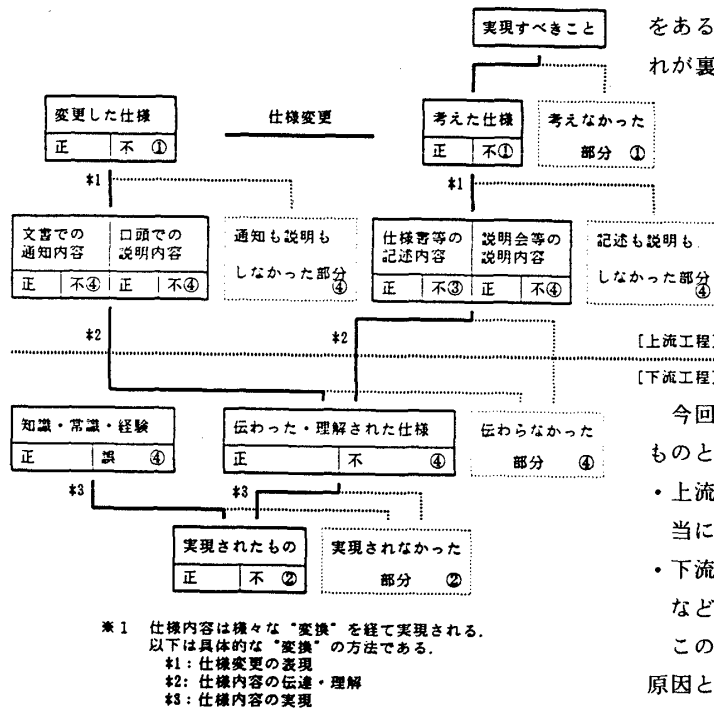 実現すべきこと
変更した仕様
正 不 ①
仕様変更
考えた仕様
正 不①
考えなかった
部分 ①
*1
*1
文書での 口頭での
通知内容 説明内容
正 不④ 正 不④
通知も説明も
しなかった部分
④
仕様書等の 説明会等の
記述内容 説明内容
正 不③ 正 不④
記述も説明も
しなかった部分
④
*2
*2
[上流工程]
[下流工程]
知識・常識・経験
正 誤 ④
伝わった・理解された仕様
正 不 ④
伝わらなかった
部分 ④
*3
*3
実現されたもの
正 不 ②
実現されなかった
部分 ②
※1 仕様内容は様々な“変換”を経て実現される.
以下は具体的な“変換”の方法である.
*1:仕様変更の表現
*2:仕様内容の伝達・理解
*3:仕様内容の実現
をある
れが裏
今回
ものと
・上流
当に
・下流
など
この
原因と